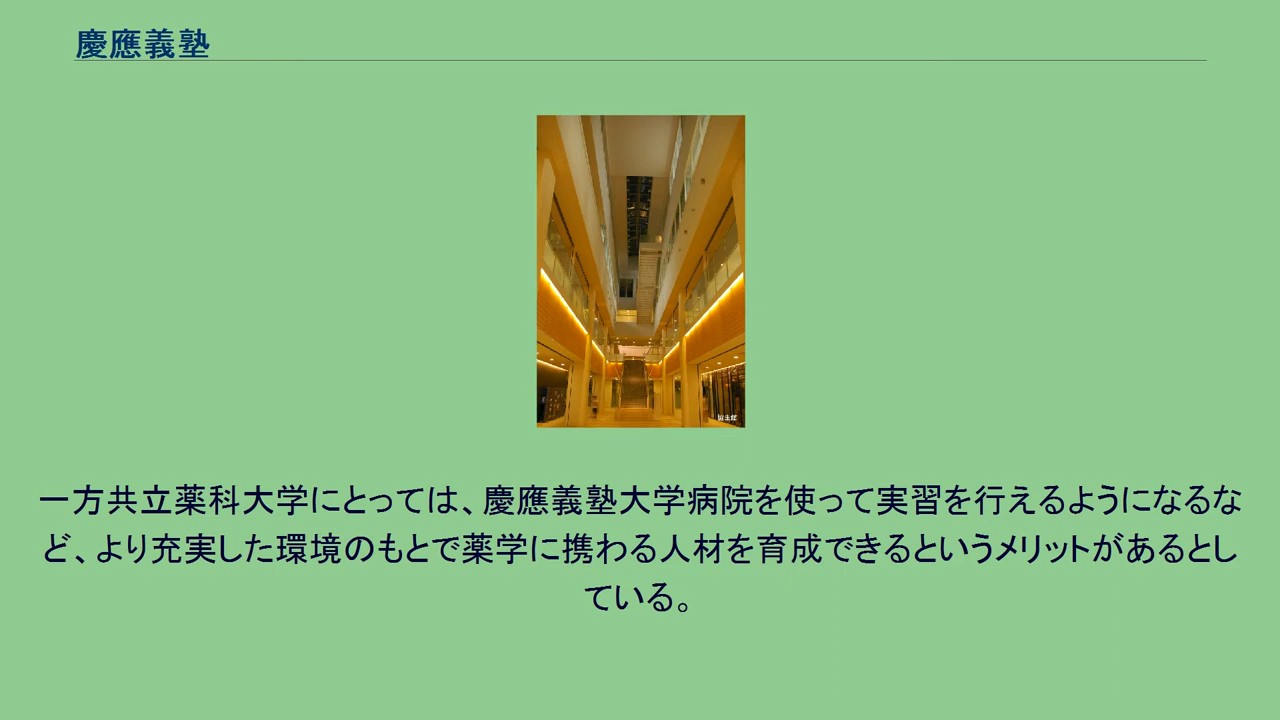 慶應義塾
協生館
一方共立薬科大学にとっては、慶應義塾大学病院を使って実習を行えるようになるな
ど、より充実した環境のもとで薬学に携わる人材を育成できるというメリットがあるとし
ている。